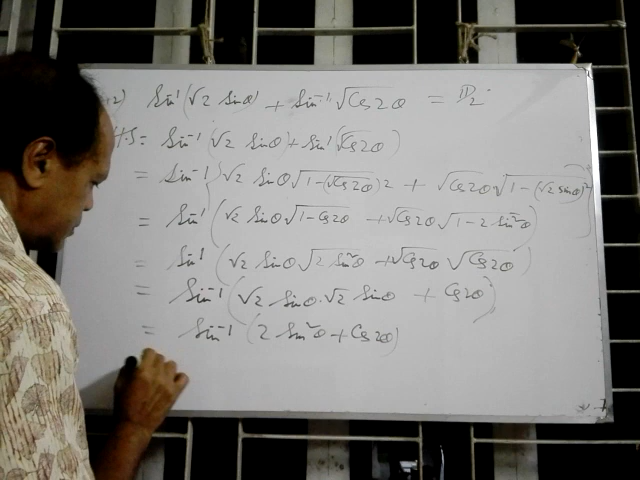 12) Sin⁻¹(√2 Sinθ) + Sin⁻¹√Cos2θ = π/2
H.S = Sin⁻¹(√2 Sinθ) + Sin⁻¹(√Cos2θ)
= Sin⁻¹{√2 Sinθ√(1-(√Cos2θ)²) + √Cos2θ√(1-(√2 Sinθ)²)}
= Sin⁻¹(√2 Sinθ√(1-Cos2θ) + √Cos2θ√(1-2 Sin²θ))
= Sin⁻¹(√2 Sinθ√(2 Sin²θ) + √Cos2θ √Cos2θ)
= Sin⁻¹(√2 Sinθ.√2 Sinθ + Cos2θ)
= Sin⁻¹(2 Sin²θ + Cos2θ)
=